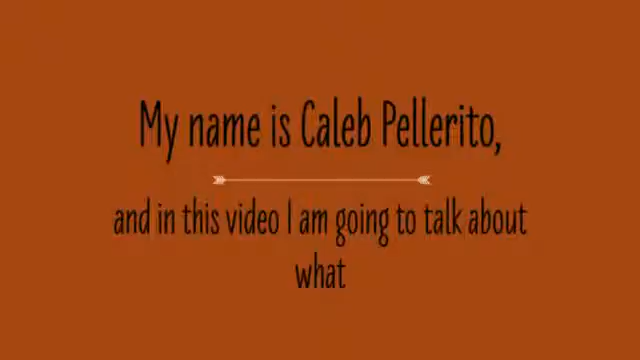 My name is Caleb Pellerito,
and in this video I am going to talk about
what